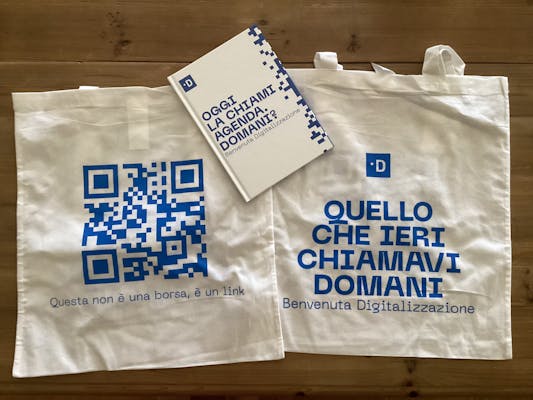 ·D
OGGI
LA CHIAMI
AGENDA.
DOMANI?
Benvenuta Digitalizzazione
Questa non è una borsa, è un link
·D
QUELLO
CHE IERI
CHIAMAVI
DOMANI
Benvenuta Digitalizzazione